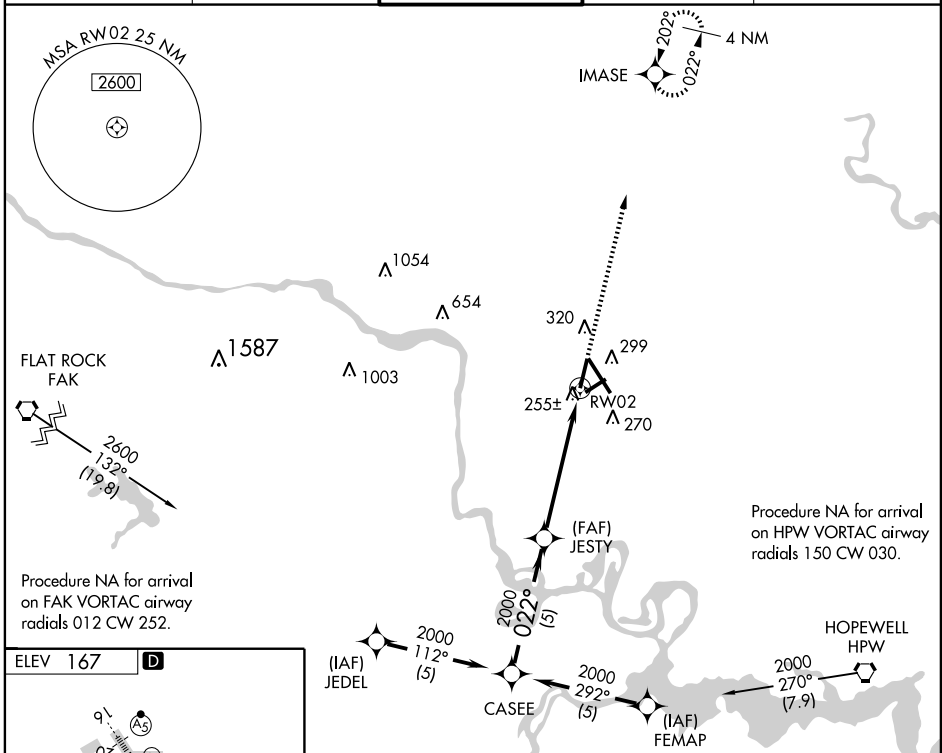 MSA RW02 25 NM
2600
202°
4 NM
IMASE
022°
1054
654
320
1587
299
1003
FLAT ROCK
FAK
255±
RW02
270
2600
132°
(19.8)
(FAF)
JESTY
Procedure NA for arrival
on HPW VORTAC airway
radials 150 CW 030.
Procedure NA for arrival
on FAK VORTAC airway
radials 012 CW 252.
2000
022°
(5)
HOPEWELL
HPW
ELEV 167 D
2000
112°
(5)
(IAF)
JEDEL
2000
292°
(5)
2000
270°
(7.9)
CASEE
(IAF)
FEMAP
16
A5
20